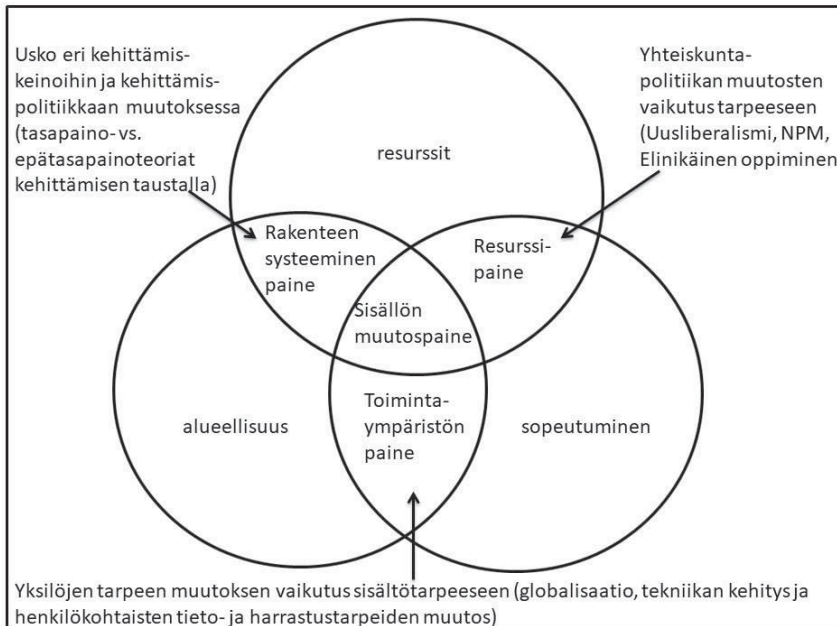 Usko eri kehittämis-
keinoihin ja kehittämis-
politiikkaan muutoksessa
(tasapaino- vs.
epätasapainoteoriat
kehittämisen taustalla)
Yhteiskunta-
politiikan muutosten
vaikutus tarpeeseen
(Uusliberalismi, NPM,
Elinikäinen oppiminen)
resurssit
Rakenteen
systeeminen
paine
Resurssi-
paine
Sisällön
muutospaine
alueellisuus
Toiminta-
ympäristön
paine
sopeutuminen
Yksilöjen tarpeen muutoksen vaikutus sisältötarpeeseen (globalisaatio, tekniikan kehitys ja
henkilökohtaisten tieto- ja harrastustarpeiden muutos)